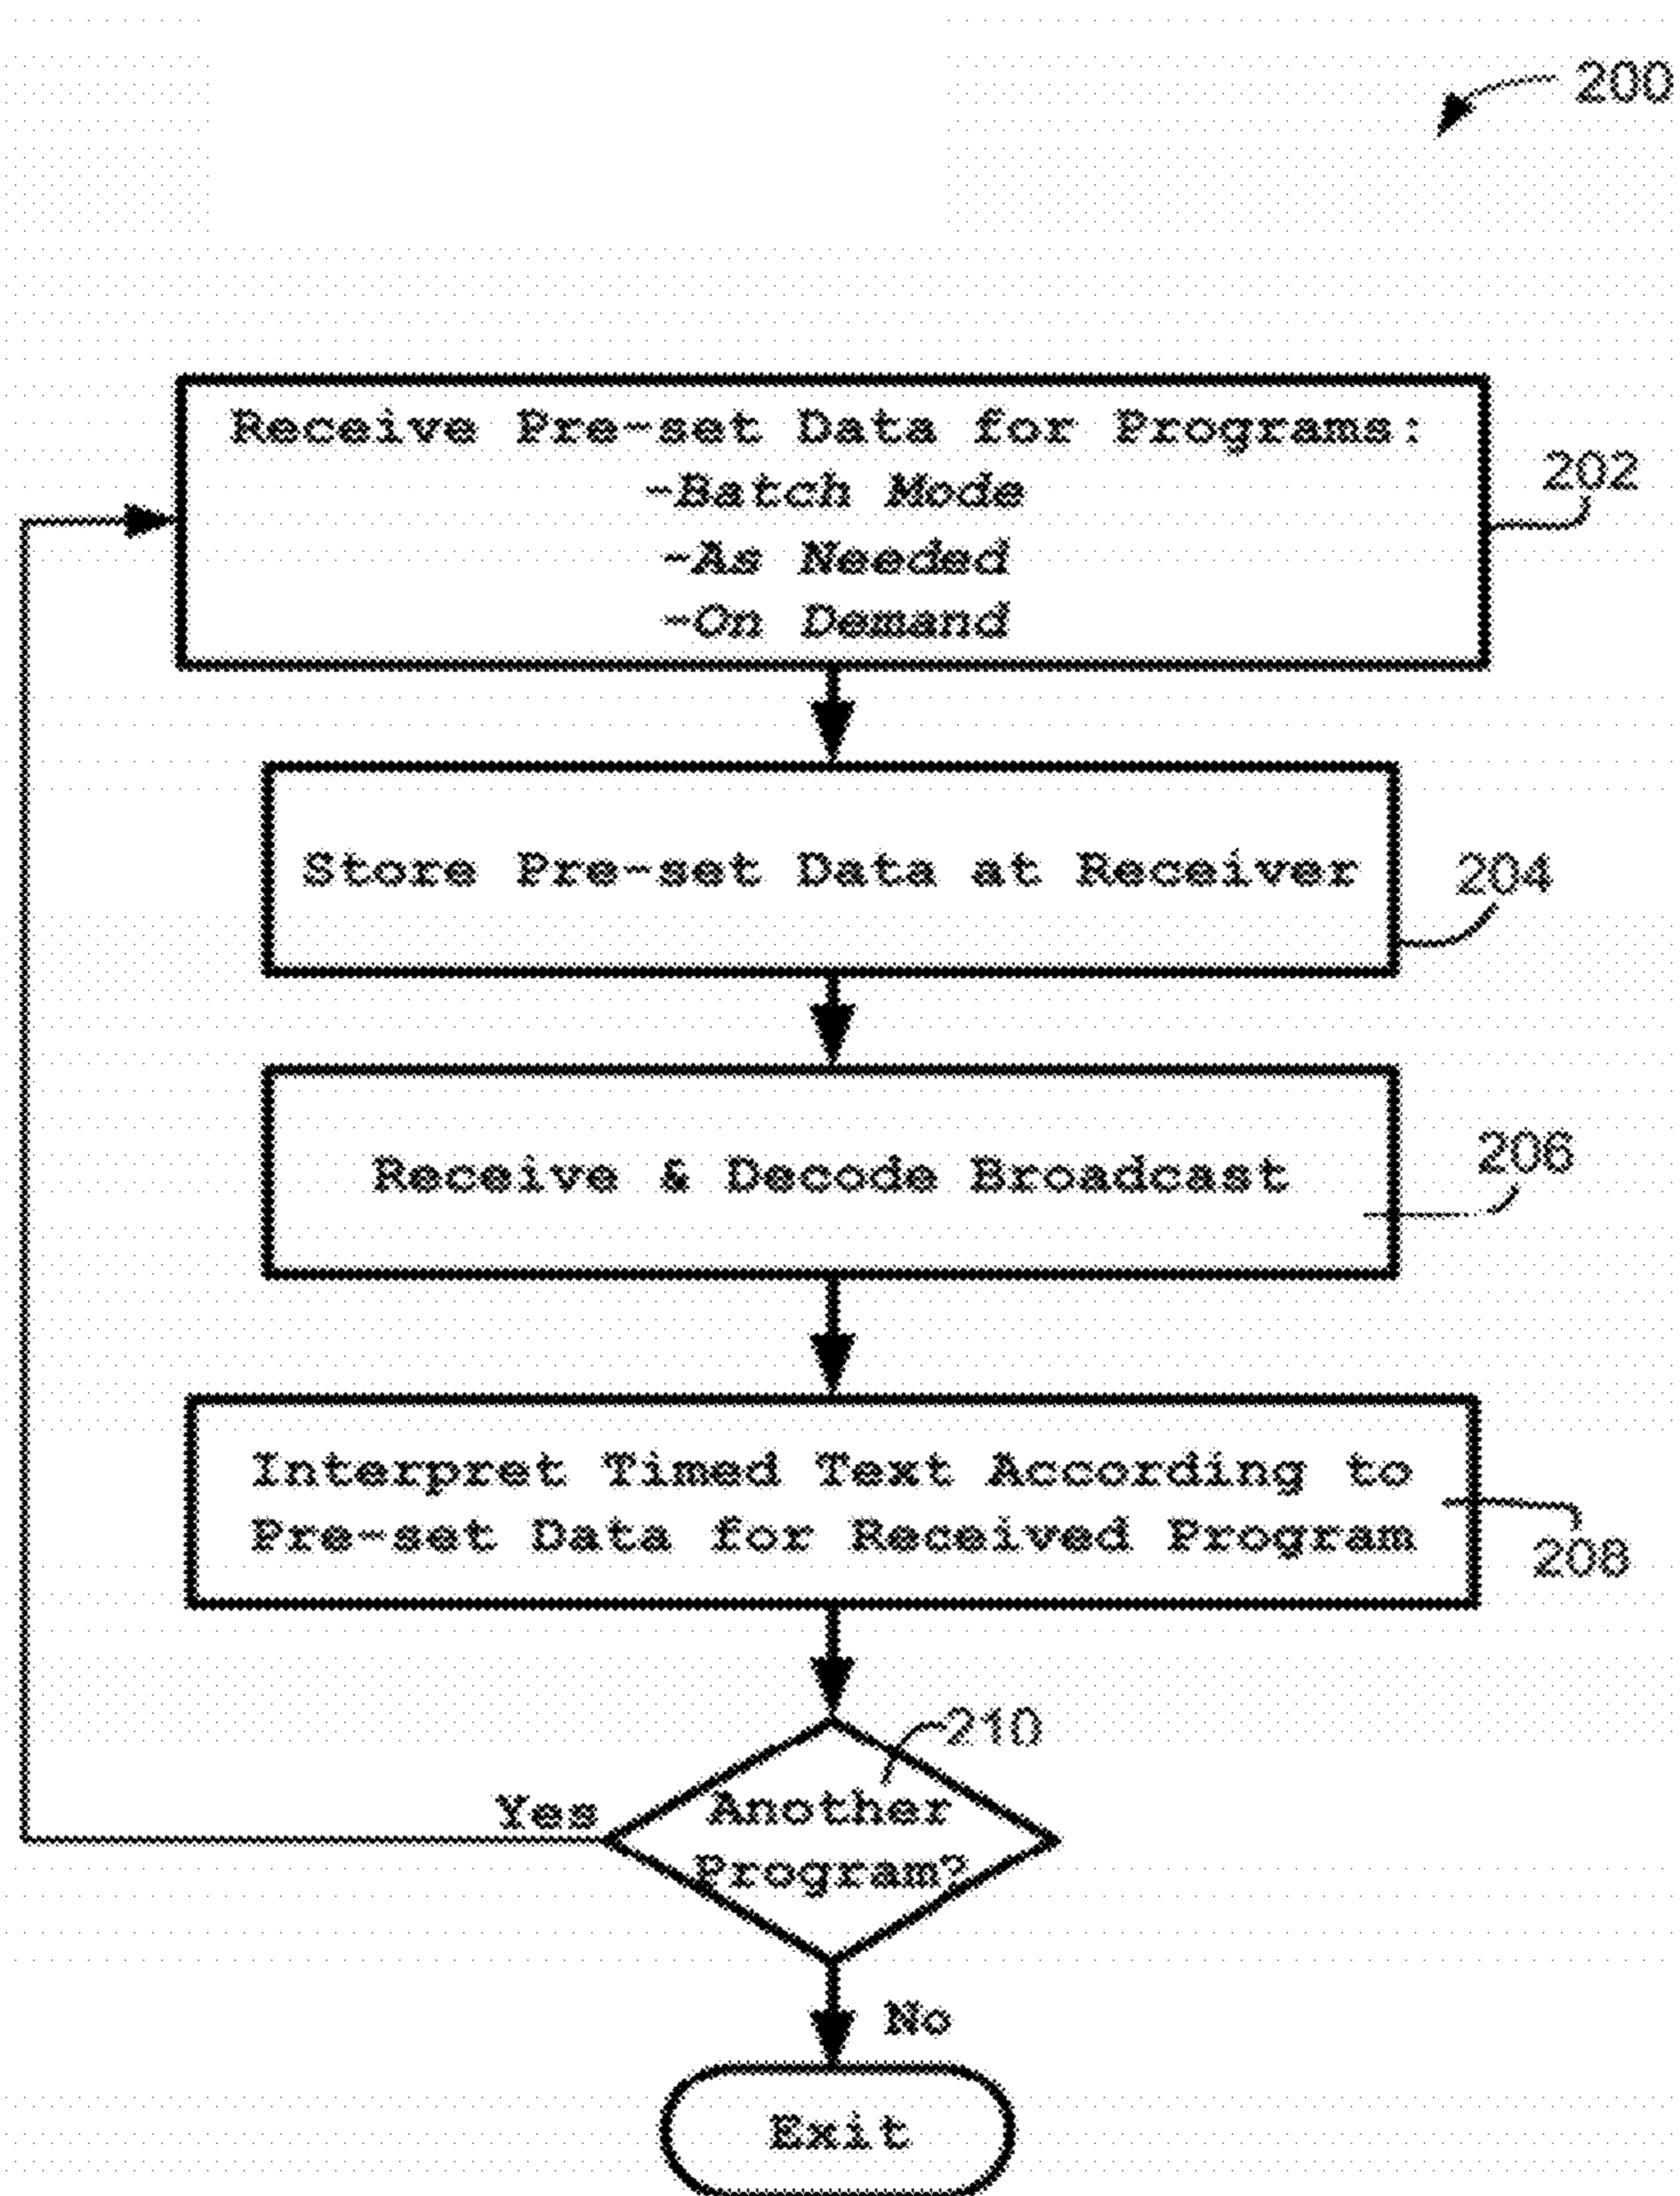 200
Receive Pre-set Data for Programs:
-Batch Mode
-As Needed
-On Demand
202
Store Pre-set Data at Receiver
204
Receive & Decode Broadcast
206
Interpret Timed Text According to
Pre-set Data for Received Program
208
210
Another
Program?
Yes
No
Exit